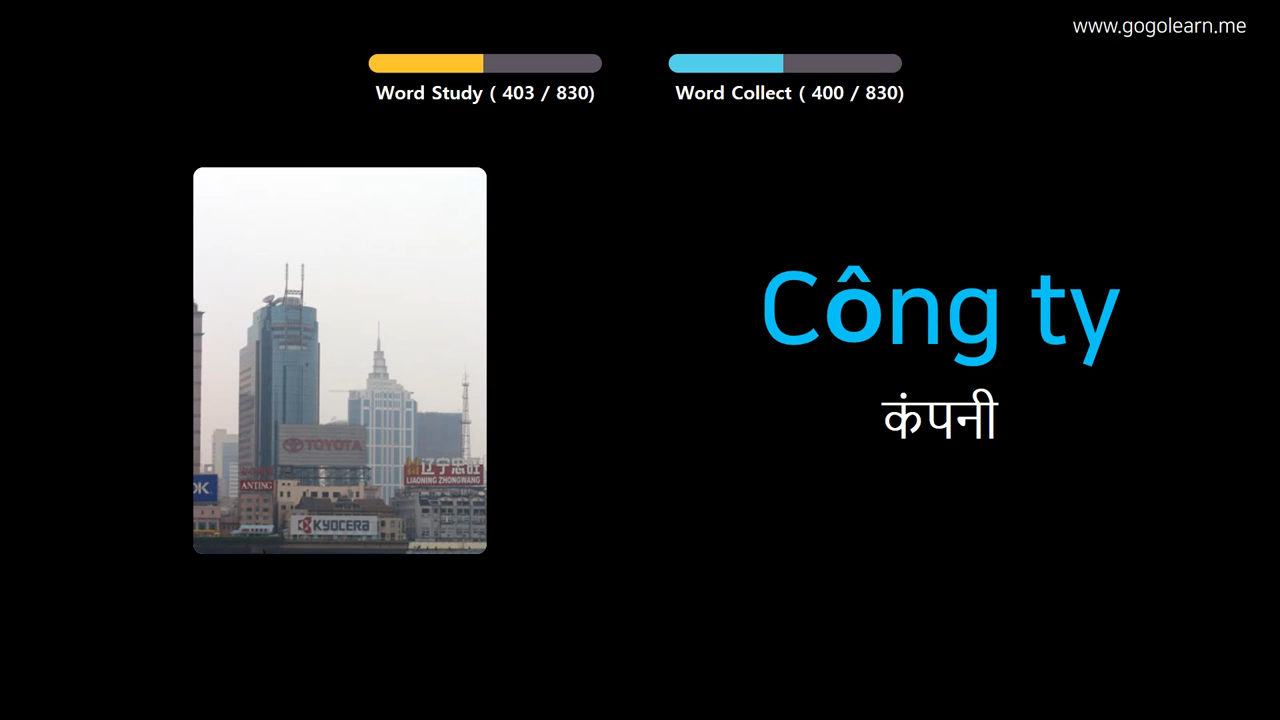 www.gogolearn.me
Word Study ( 403 / 830)
Word Collect ( 400 / 830)
Công ty
कंपनी
TOYOTA
辽宁忠旺
LIAONING ZHONGWANG
ANTING
KYOCERA